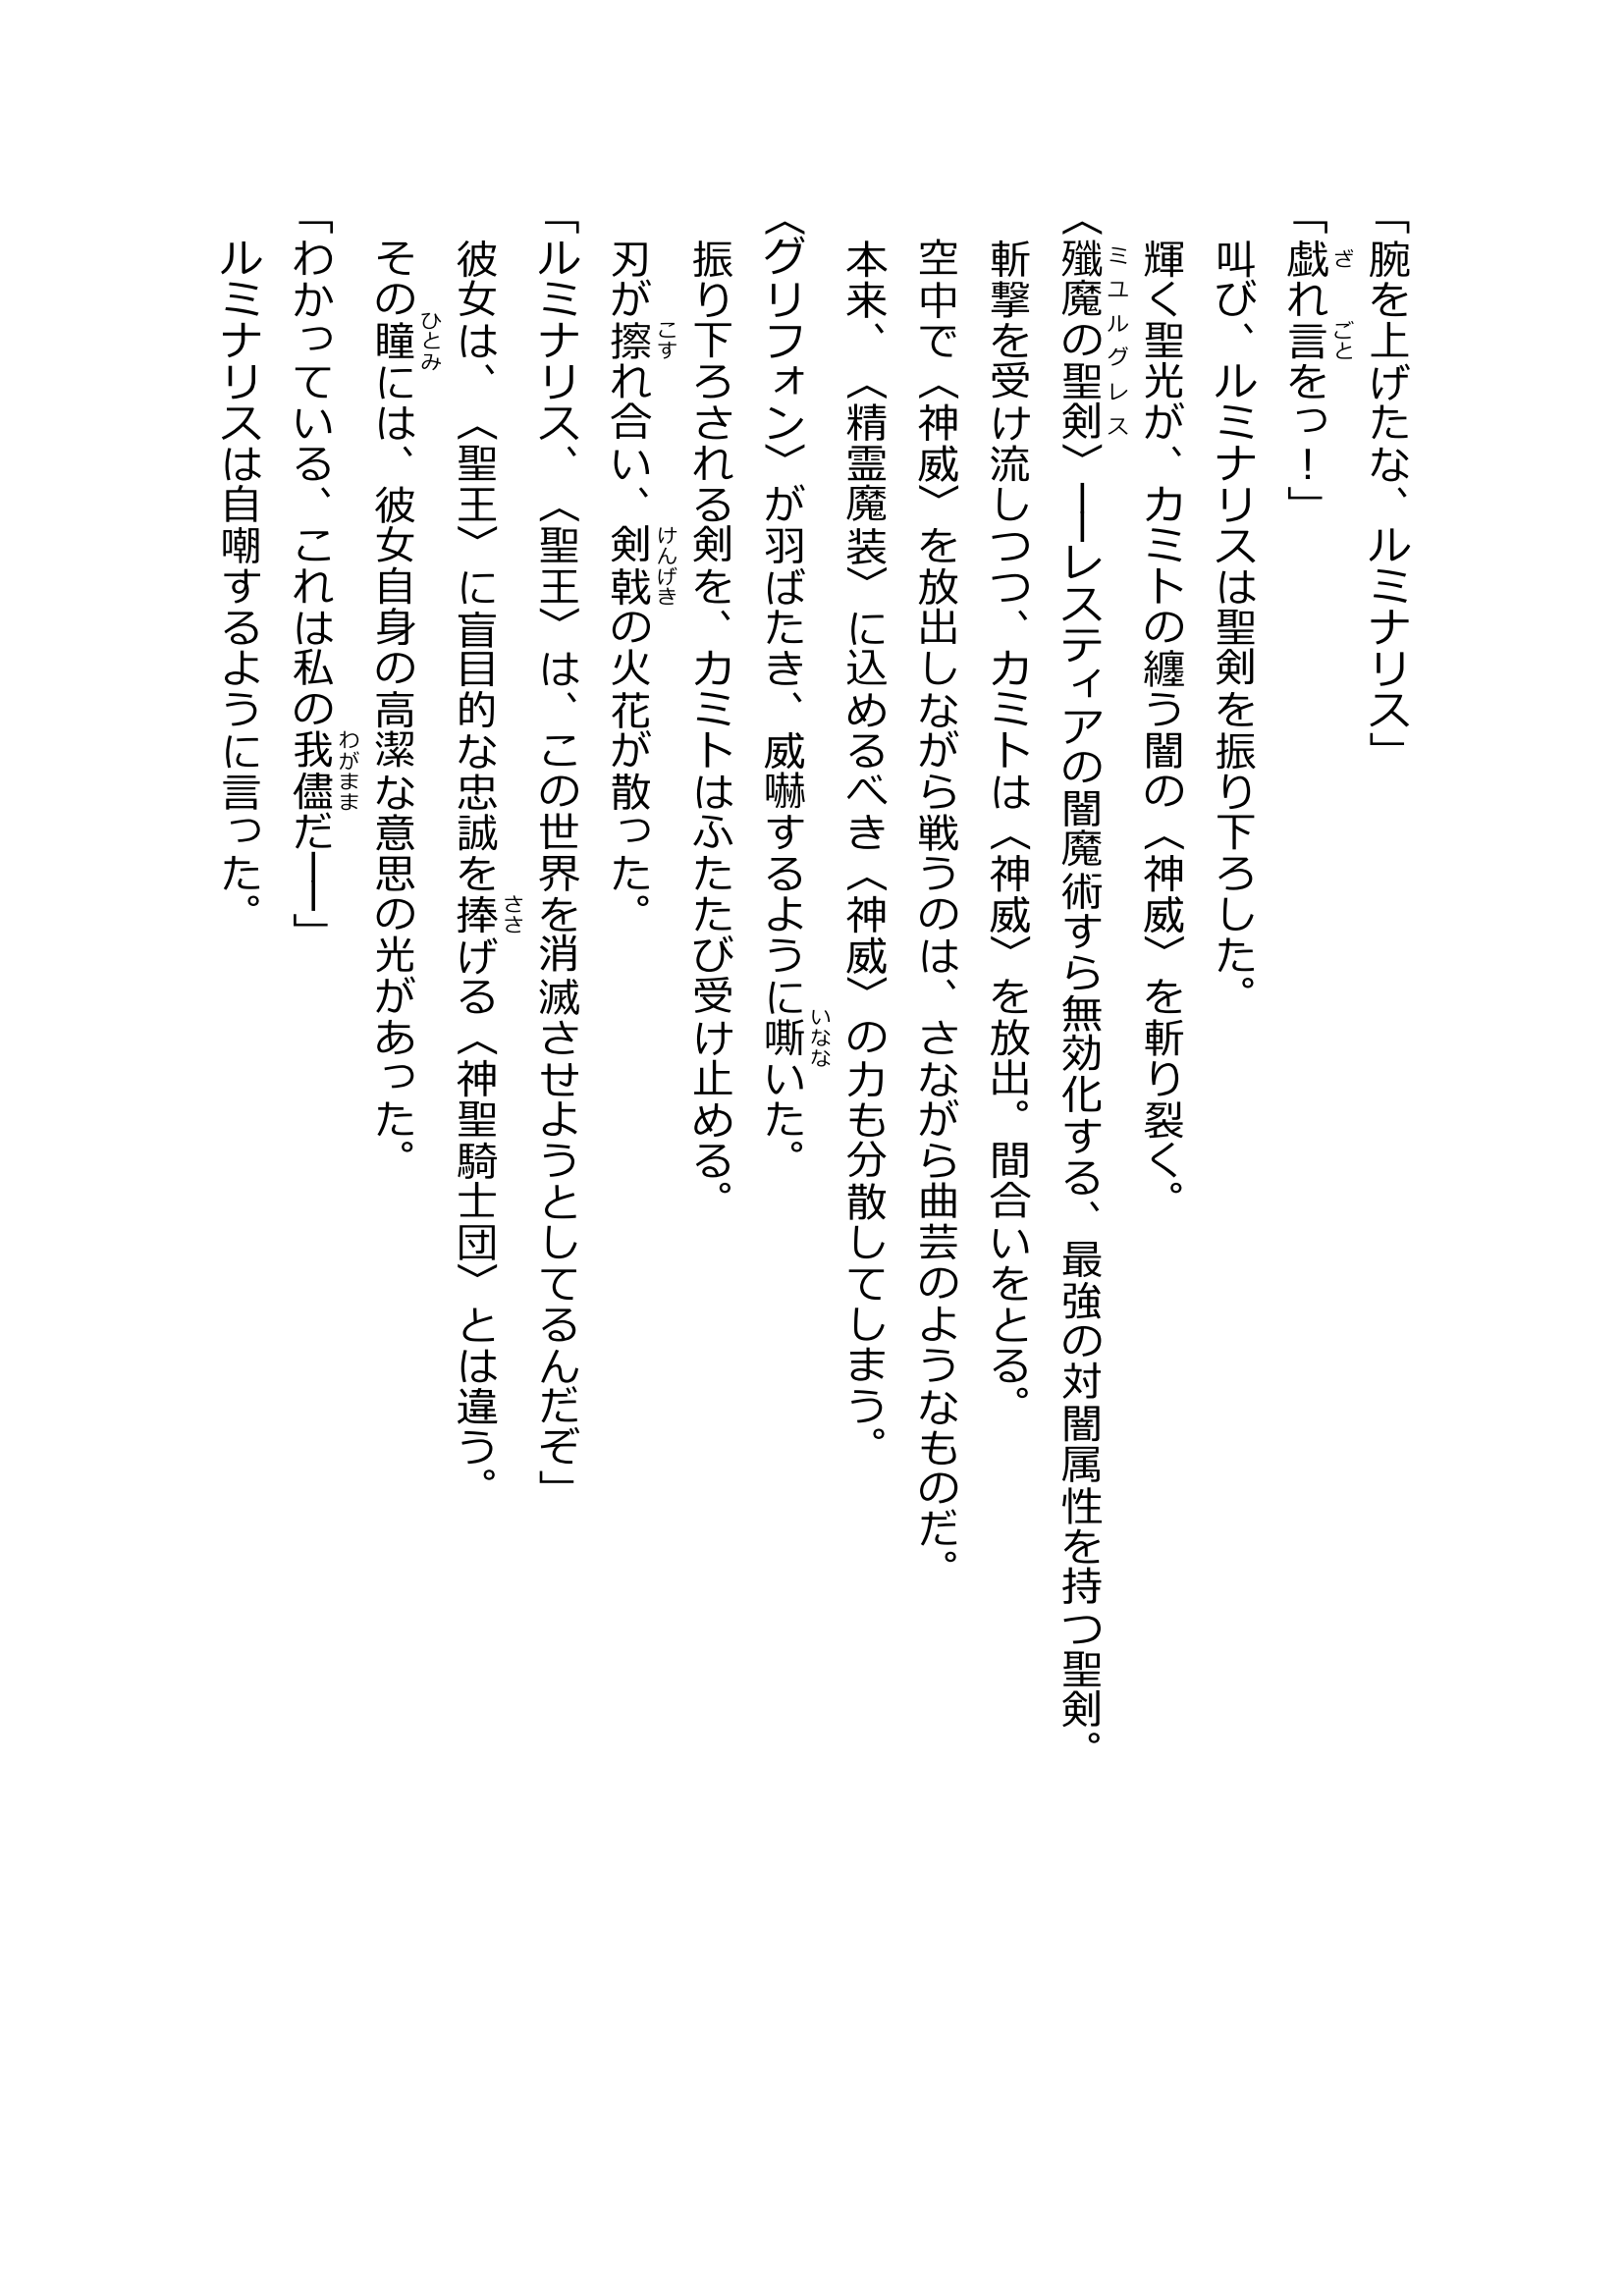 「腕を上げたな、ルミナリス」
「戯れ言をっ！」
　叫び、ルミナリスは聖剣を振り下ろした。
　輝く聖光が、カミトの纏う闇の〈神威〉を斬り裂く。
〈殲魔の聖剣〉――レスティアの闇魔術すら無効化する、最強の対闇属性を持つ聖剣。
　斬撃を受け流しつつ、カミトは〈神威〉を放出。間合いをとる。
　空中で〈神威〉を放出しながら戦うのは、さながら曲芸のようなものだ。
　本来、〈精霊魔装〉に込めるべき〈神威〉の力も分散してしまう。
〈グリフォン〉が羽ばたき、威嚇するように嘶いた。
　振り下ろされる剣を、カミトはふたたび受け止める。
　刃が擦れ合い、剣戟の火花が散った。
「ルミナリス、〈聖王〉は、この世界を消滅させようとしてるんだぞ」
　彼女は、〈聖王〉に盲目的な忠誠を捧げる〈神聖騎士団〉とは違う。
　その瞳には、彼女自身の高潔な意思の光があった。
「わかっている、これは私の我儘だ――」
　ルミナリスは自嘲するように言った。